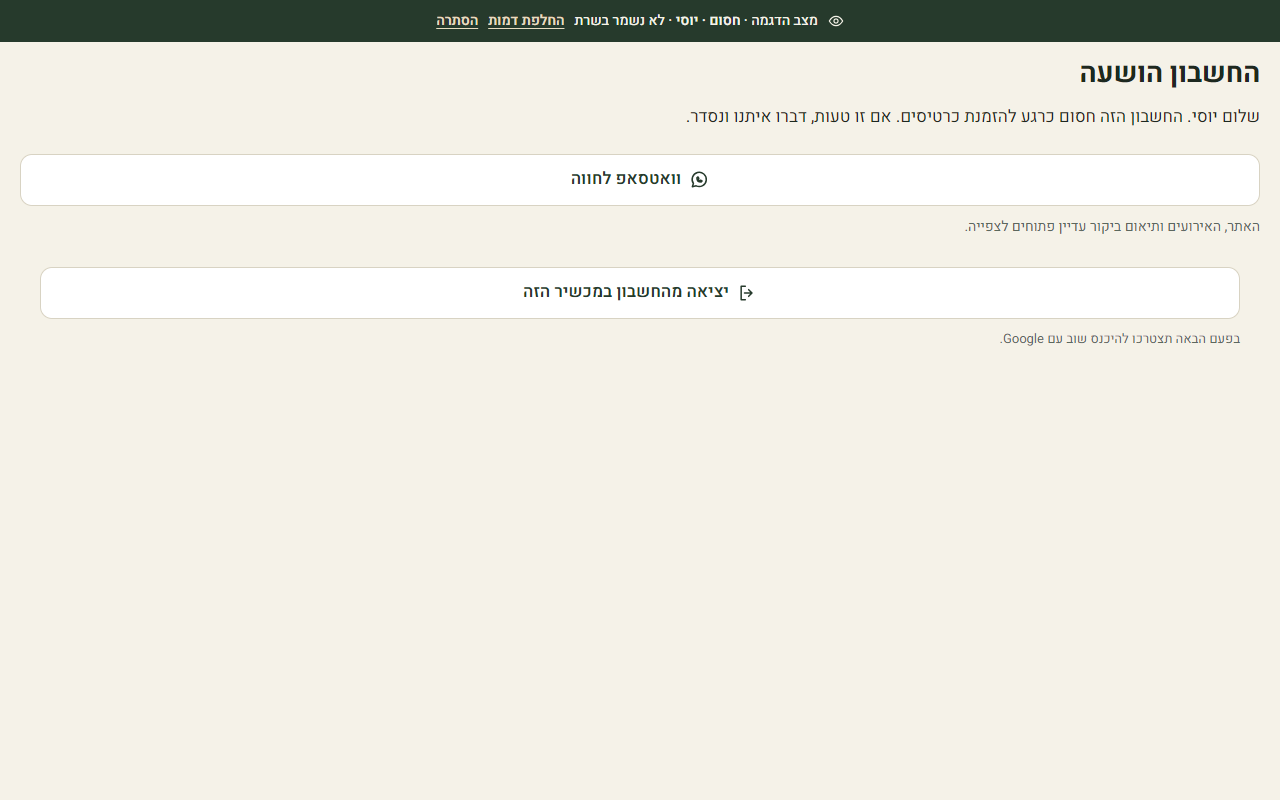 מצב הדגמה · חסום · יוסי · לא נשמר בשרת החלפת דמות הסתרה
החשבון הושעה
שלום יוסי. החשבון הזה חסום כרגע להזמנת כרטיסים. אם זו טעות, דברו איתנו ונסדר.
וואטסאפ לחווה
האתר, האירועים ותיאום ביקור עדיין פתוחים לצפייה.
יציאה מהחשבון במכשיר הזה
בפעם הבאה תצטרכו להיכנס שוב עם Google.